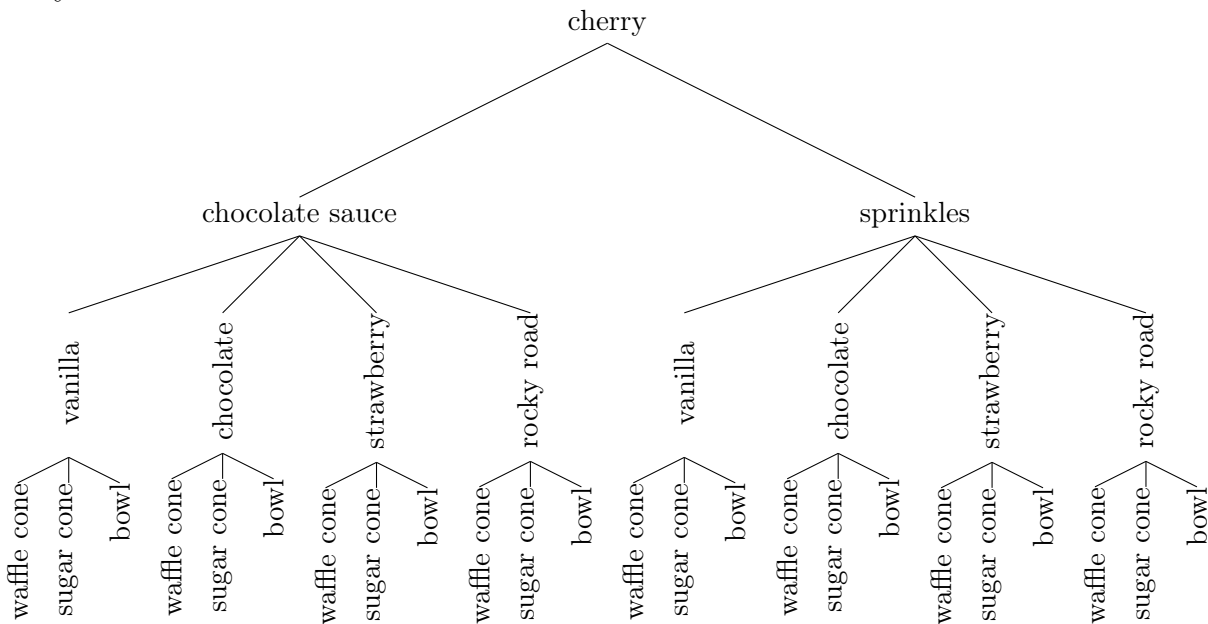 cherry
chocolate sauce sprinkles
vanilla chocolate strawberry rocky road vanilla chocolate strawberry rocky road
waffle cone sugar cone bowl waffle cone sugar cone bowl waffle cone sugar cone bowl waffle cone sugar cone bowl waffle cone sugar cone bowl waffle cone sugar cone bowl waffle cone sugar cone bowl waffle cone sugar cone bowl